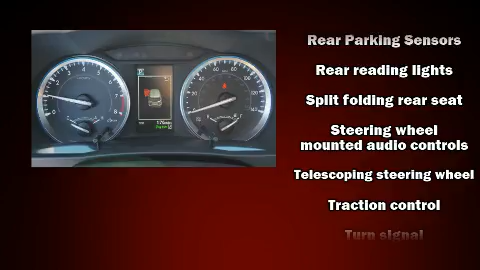 Rear Parking Sensors
Rear reading lights
Split folding rear seat
Steering wheel
mounted audio controls
Telescoping steering wheel
Traction control
Turn signal